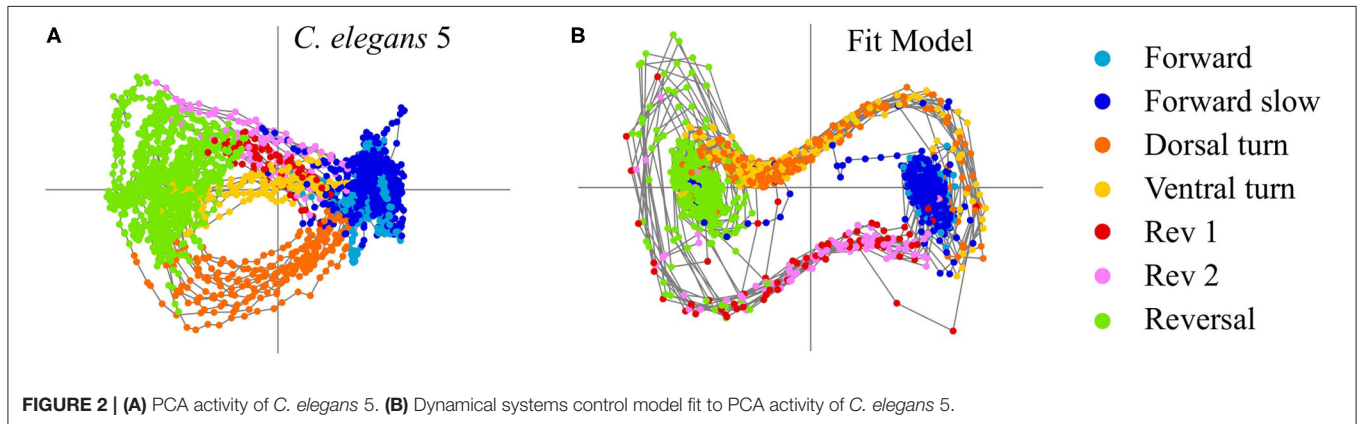 A
C. elegans 5
B
Fit Model
Forward
Forward slow
Dorsal turn
Ventral turn
Rev 1
Rev 2
Reversal
FIGURE 2 | (A) PCA activity of C. elegans 5. (B) Dynamical systems control model fit to PCA activity of C. elegans 5.